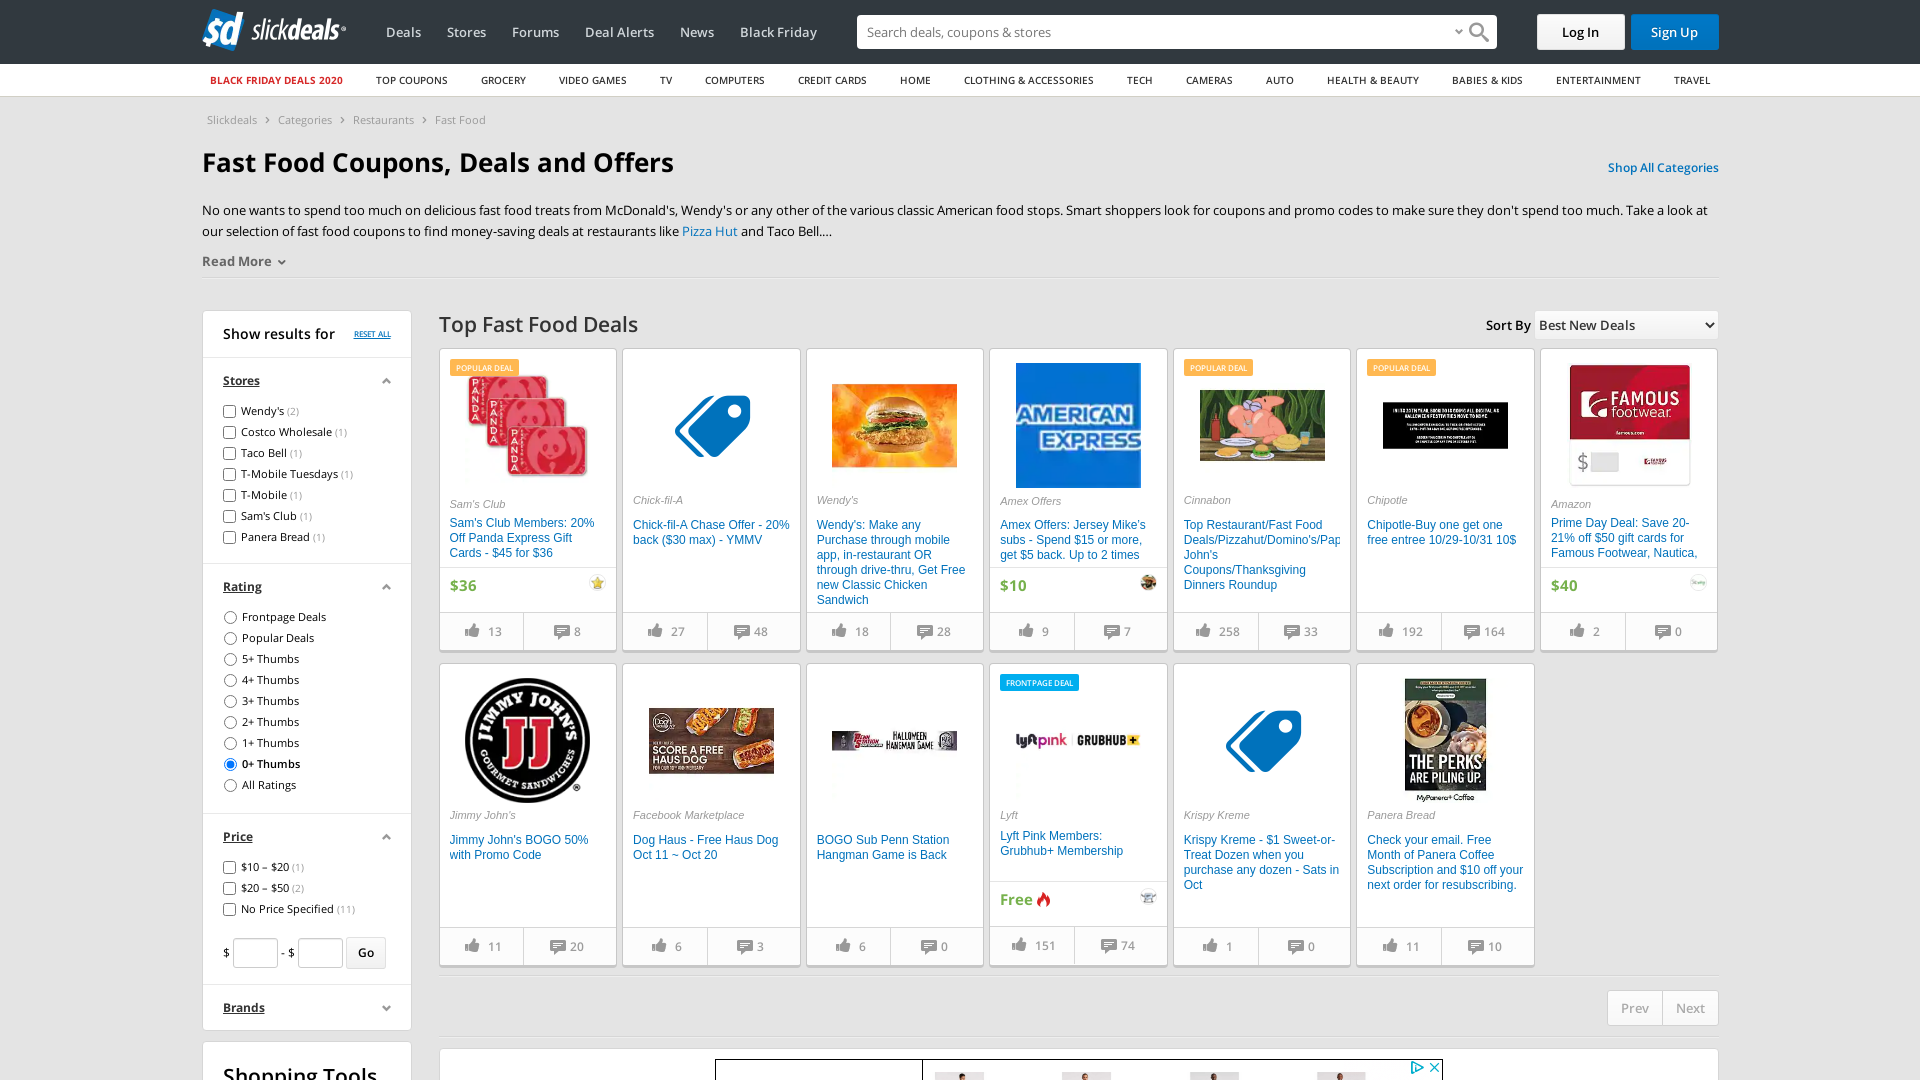 sd slickdeals
Deals
Stores
Forums
Deal Alerts
News
Black Friday
Search deals, coupons & stores
Log In
Sign Up
BLACK FRIDAY DEALS 2020
TOP COUPONS
GROCERY
VIDEO GAMES
TV
COMPUTERS
CREDIT CARDS
HOME
CLOTHING & ACCESSORIES
TECH
CAMERAS
AUTO
HEALTH & BEAUTY
BABIES & KIDS
ENTERTAINMENT
TRAVEL
Slickdeals > Categories > Restaurants > Fast Food
Fast Food Coupons, Deals and Offers
Shop All Categories
No one wants to spend too much on delicious fast food treats from McDonald's, Wendy's or any other of the various classic American food stops. Smart shoppers look for coupons and promo codes to make sure they don't spend too much. Take a look at
our selection of fast food coupons to find money-saving deals at restaurants like Pizza Hut and Taco Bell....
Read More
Show results for
RESET ALL
Stores
Wendy's (2)
Costco Wholesale (1)
Taco Bell (1)
T-Mobile Tuesdays (1)
T-Mobile (1)
Sam's Club (1)
Panera Bread (1)
Rating
Frontpage Deals
Popular Deals
5+ Thumbs
4+ Thumbs
3+ Thumbs
2+ Thumbs
1+ Thumbs
0+ Thumbs
All Ratings
Price
$10 – $20 (1)
$20 – $50 (2)
No Price Specified (11)
$ - $ Go
Brands
Shopping Tools
Top Fast Food Deals
Sort By Best New Deals
POPULAR DEAL
PANDA
PANDA
PANDA
Sam's Club
Sam's Club Members: 20%
Off Panda Express Gift
Cards - $45 for $36
$36
13
8
Chick-fil-A
Chick-fil-A Chase Offer - 20%
back ($30 max) - YMMV
27
48
Wendy's
Wendy's: Make any
Purchase through mobile
app, in-restaurant OR
through drive-thru, Get Free
new Classic Chicken
Sandwich
18
28
AMERICAN
EXPRESS
Amex Offers
Amex Offers: Jersey Mike's
subs - Spend $15 or more,
get $5 back. Up to 2 times
$10
9
7
POPULAR DEAL
Cinnabon
Top Restaurant/Fast Food
Deals/Pizzahut/Domino's/Pap
John's
Coupons/Thanksgiving
Dinners Roundup
258
33
POPULAR DEAL
Chipotle
Chipotle-Buy one get one
free entree 10/29-10/31 10$
192
164
FAMOUS
footwear.
famous.com
$
Amazon
Prime Day Deal: Save 20-
21% off $50 gift cards for
Famous Footwear, Nautica,
$40
2
0
JIMMY JOHN'S
JJ
GOURMET SANDWICHES
®
Jimmy John's
Jimmy John's BOGO 50%
with Promo Code
11
20
SCORE A FREE
HAUS DOG
Facebook Marketplace
Dog Haus - Free Haus Dog
Oct 11 ~ Oct 20
6
3
PENN STATION
HALLOWEEN
HANGMAN GAME
BOGO Sub Penn Station
Hangman Game is Back
6
0
FRONTPAGE DEAL
lyft pink | GRUBHUB+
Lyft
Lyft Pink Members:
Grubhub+ Membership
Free
151
74
Krispy Kreme
Krispy Kreme - $1 Sweet-or-
Treat Dozen when you
purchase any dozen - Sats in
Oct
1
0
THE PERKS
ARE PILING UP.
MyPanera+ Coffee
Panera Bread
Check your email. Free
Month of Panera Coffee
Subscription and $10 off your
next order for resubscribing.
11
10
Prev
Next